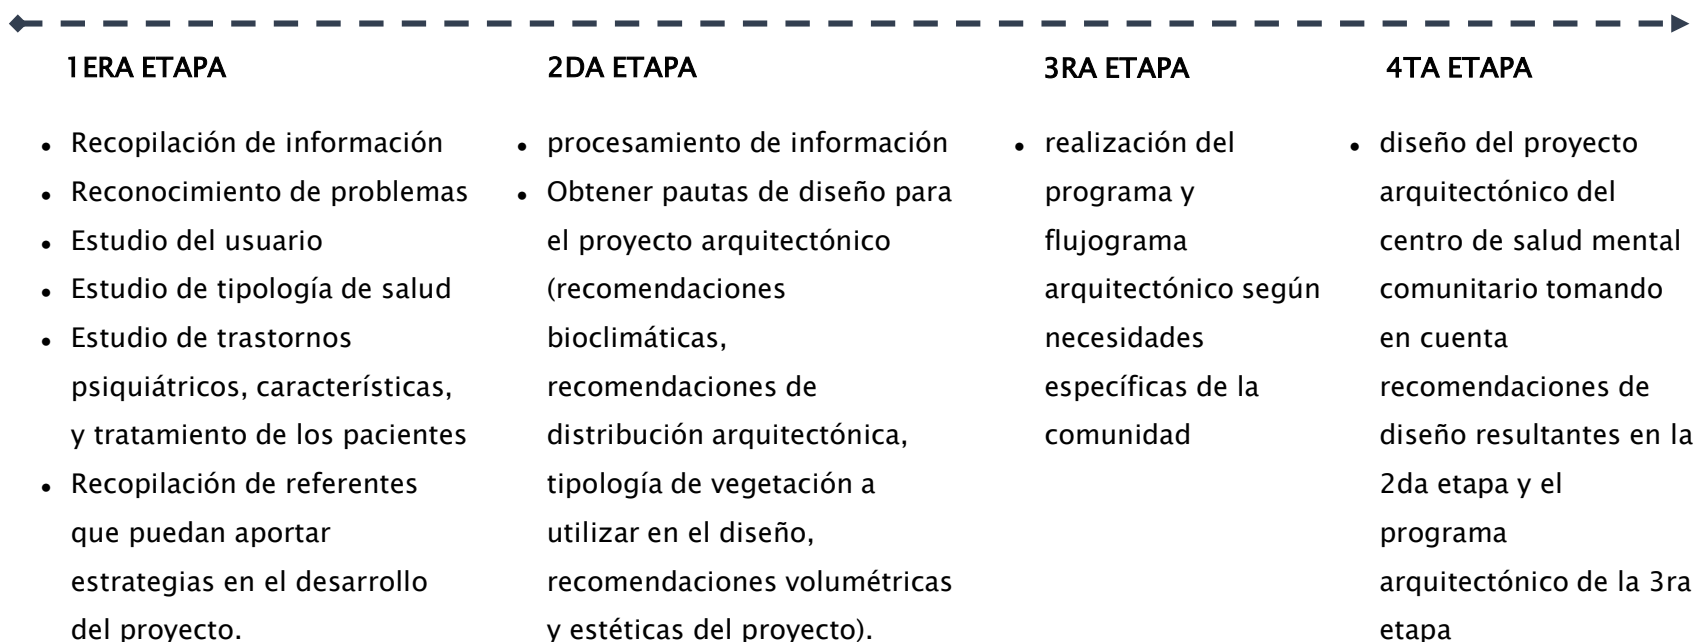 1ERA ETAPA
• Recopilación de información
• Reconocimiento de problemas
• Estudio del usuario
• Estudio de tipología de salud
• Estudio de trastornos
psiquiátricos, características,
y tratamiento de los pacientes
• Recopilación de referentes
que puedan aportar
estrategias en el desarrollo
del proyecto.
2DA ETAPA
• procesamiento de información
• Obtener pautas de diseño para
el proyecto arquitectónico
(recomendaciones
bioclimáticas,
recomendaciones de
distribución arquitectónica,
tipología de vegetación a
utilizar en el diseño,
recomendaciones volumétricas
y estéticas del proyecto).
3RA ETAPA
• realización del
programa y
flujograma
arquitectónico según
necesidades
específicas de la
comunidad
4TA ETAPA
• diseño del proyecto
arquitectónico del
centro de salud mental
comunitario tomando
en cuenta
recomendaciones de
diseño resultantes en la
2da etapa y el
programa
arquitectónico de la 3ra
etapa